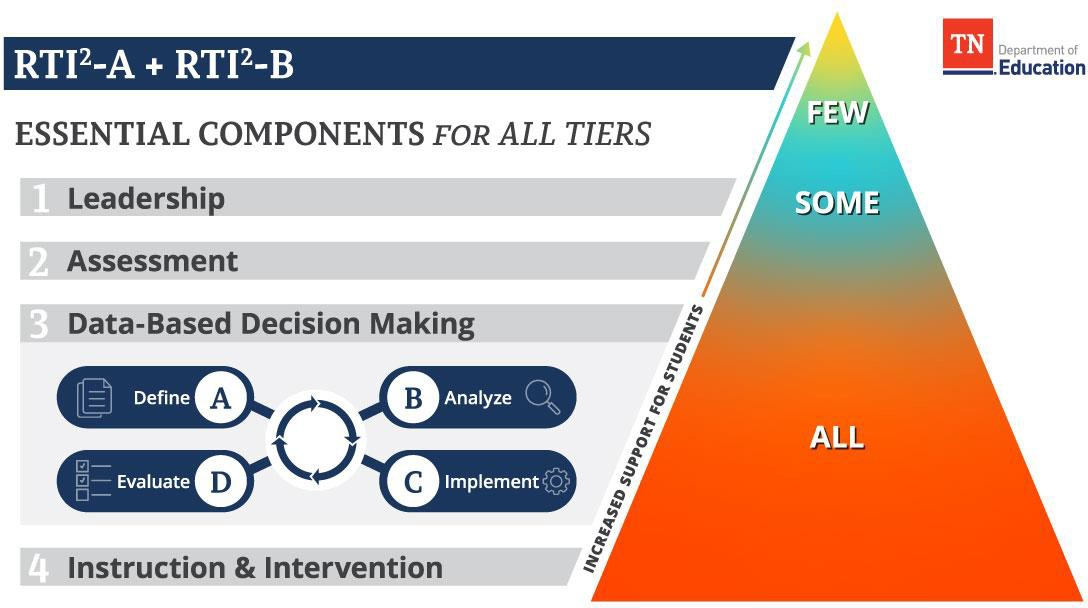 RTI²-A + RTI²-B
TN
Department of
Education
ESSENTIAL COMPONENTS FOR ALL TIERS
1 Leadership
2 Assessment
3 Data-Based Decision Making
Define A
B Analyze
Evaluate D
C Implement
4 Instruction & Intervention
INCREASED SUPPORT FOR STUDENTS
FEW
SOME
ALL